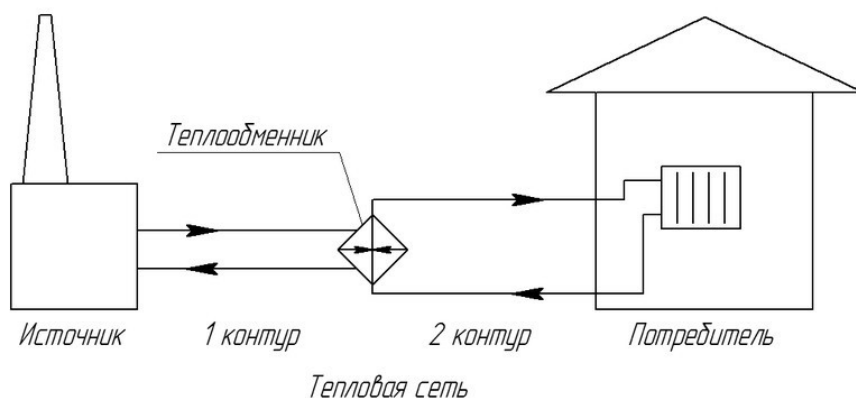 Теплообменник
Источник
1 контур
2 контур
Потребитель
Тепловая сеть